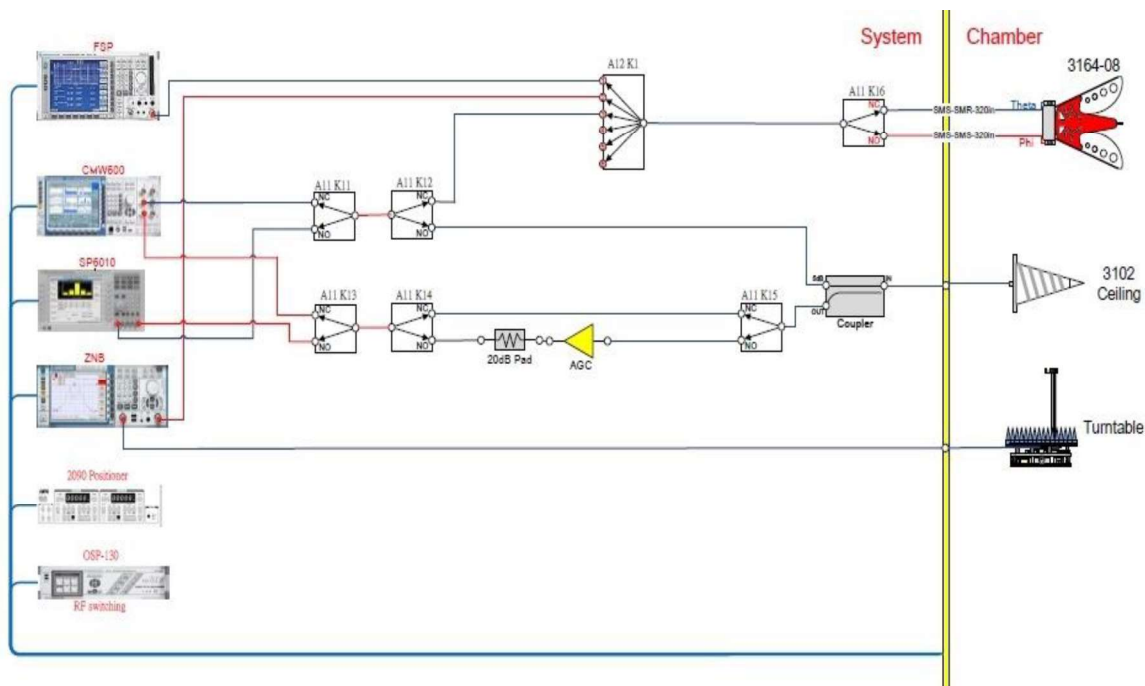 System
Chamber
FSP
A12 K1
3164-08
A11 K16
NC
SMS-SMR-320in
Theta
NO
SMS-SMS-320in
Phi
CMW500
A11 K11
A11 K12
NC
NC
NO
NO
SP6010
A11 K13
A11 K14
A11 K15
IN
3102
Ceiling
NC
NC
NC
OUT
Coupler
NO
NO
NO
20dB Pad
AGC
ZNB
Turntable
2090 Positioner
OSP-130
RF switching